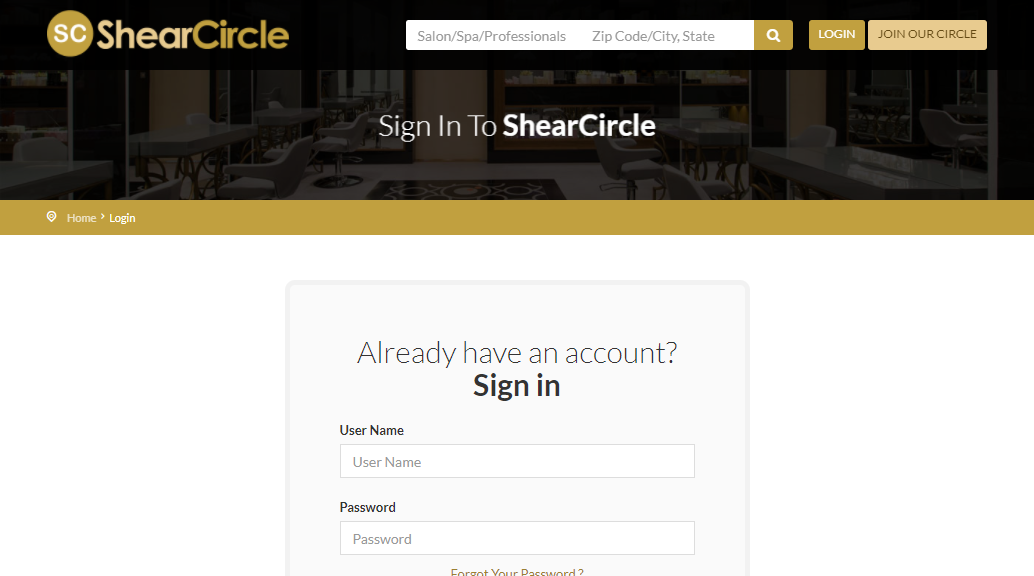 SC ShearCircle
Salon/Spa/Professionals Zip Code/City, State LOGIN JOIN OUR CIRCLE
Sign In To ShearCircle
Home › Login
Already have an account?
Sign in
User Name
User Name
Password
Password
Forgot Your Password ?